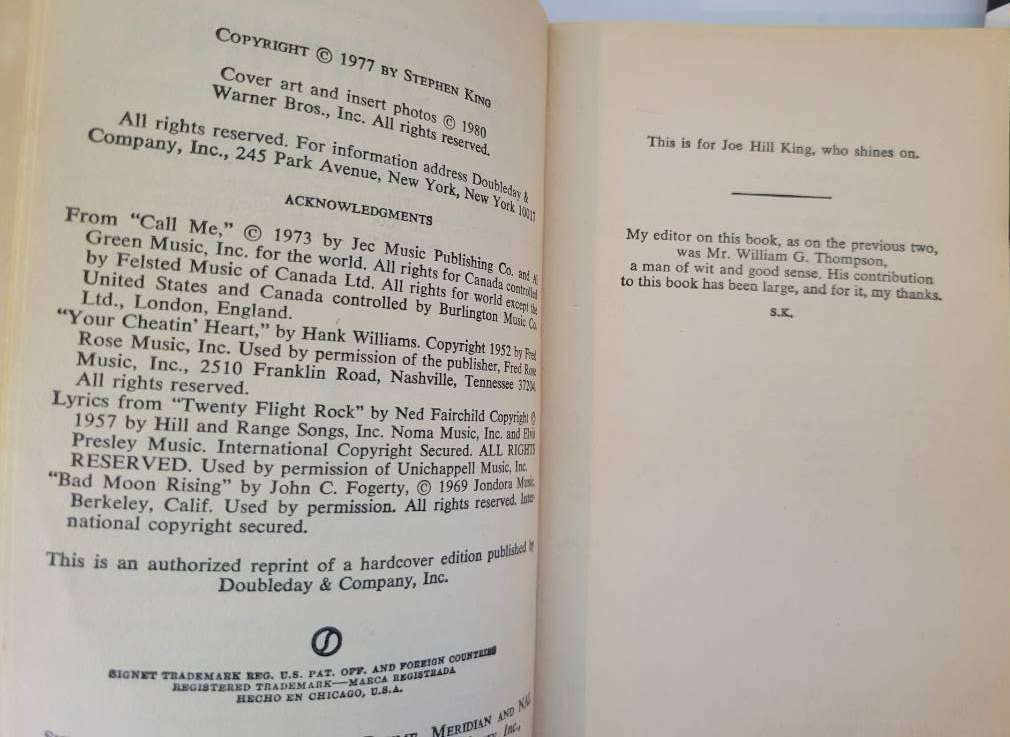 COPYRIGHT © 1977 BY STEPHEN KING
Cover art and insert photos © 1980
Warner Bros., Inc. All rights reserved.
All rights reserved. For information address Doubleday &
Company, Inc., 245 Park Avenue, New York, New York 10017
ACKNOWLEDGMENTS
From “Call Me,” © 1973 by Jec Music Publishing Co. and
Green Music, Inc. for the world. All rights for Canada controlled
by Felsted Music of Canada Ltd. All rights for world except the
United States and Canada controlled by Burlington Music Co.
Ltd., London, England.
“Your Cheatin’ Heart,” by Hank Williams. Copyright 1952 by Fred
Rose Music, Inc. Used by permission of the publisher, Fred Rose
Music, Inc., 2510 Franklin Road, Nashville, Tennessee 37204.
All rights reserved.
Lyrics from “Twenty Flight Rock” by Ned Fairchild Copyright ©
1957 by Hill and Range Songs, Inc. Noma Music, Inc. and Elvis
Presley Music. International Copyright Secured. ALL RIGHTS
RESERVED. Used by permission of Unichappell Music, Inc.
“Bad Moon Rising” by John C. Fogerty, © 1969 Jondora Music,
Berkeley, Calif. Used by permission. All rights reserved. Inter-
national copyright secured.
This is an authorized reprint of a hardcover edition published by
Doubleday & Company, Inc.
SIGNET TRADEMARK REG. U.S. PAT. OFF. AND FOREIGN COUNTRIES
REGISTERED TRADEMARK—MARCA REGISTRADA
HECHO EN CHICAGO, U.S.A.
MERIDIAN AND
Inc.,
This is for Joe Hill King, who shines on.
My editor on this book, as on the previous two,
was Mr. William G. Thompson,
a man of wit and good sense. His contribution
to this book has been large, and for it, my thanks.
S.K.